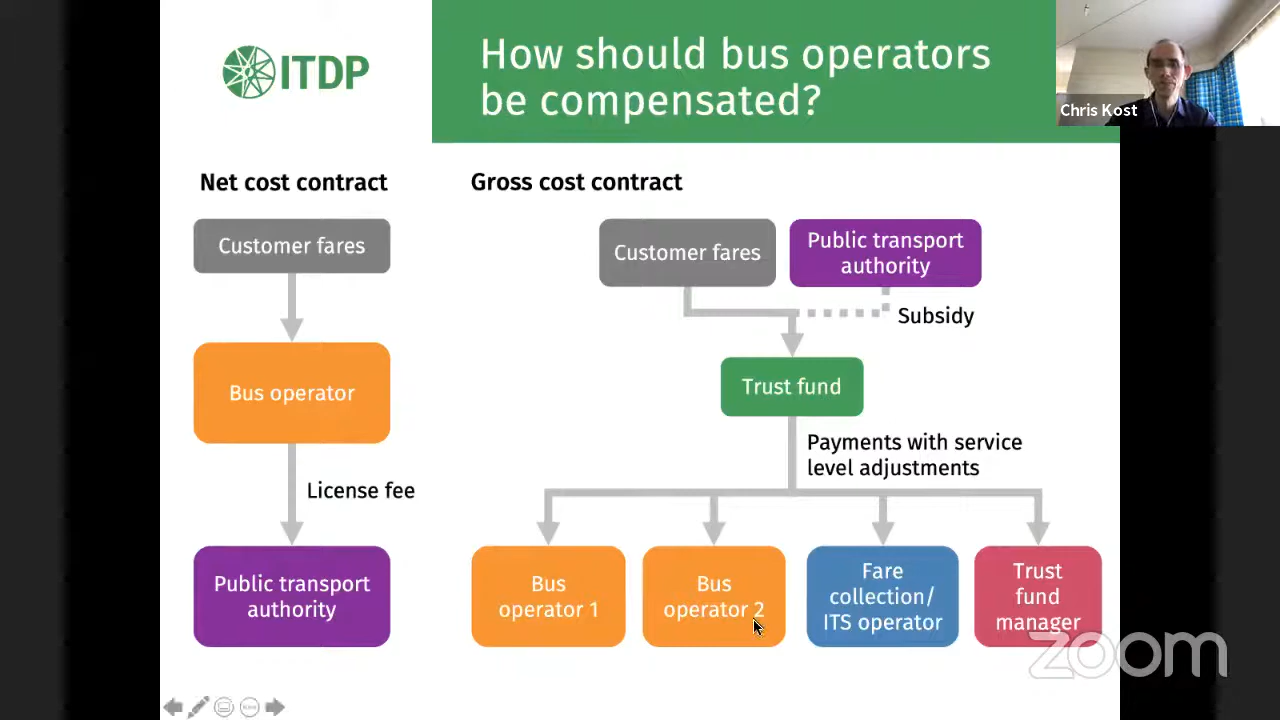 ITDP
How should bus operators
be compensated?
Chris Kost
Net cost contract
Customer fares
Bus operator
License fee
Public transport
authority
Gross cost contract
Customer fares
Public transport
authority
Subsidy
Trust fund
Payments with service
level adjustments
Bus
operator 1
Bus
operator 2
Fare
collection/
ITS operator
Trust
fund
manager
zoom